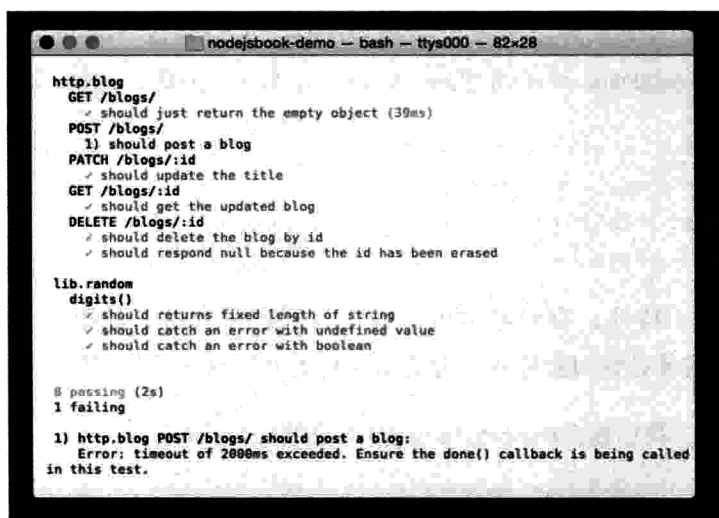 nodejsbook-demo — bash — ttys000 — 82×28
http.blog
GET /blogs/
✓ should just return the empty object (39ms)
POST /blogs/
1) should post a blog
PATCH /blogs/:id
✓ should update the title
GET /blogs/:id
✓ should get the updated blog
DELETE /blogs/:id
✓ should delete the blog by id
✓ should respond null because the id has been erased
lib.random
digits()
✓ should returns fixed length of string
✓ should catch an error with undefined value
✓ should catch an error with boolean
8 passing (2s)
1 failing
1) http.blog POST /blogs/ should post a blog:
Error: timeout of 2000ms exceeded. Ensure the done() callback is being called
in this test.